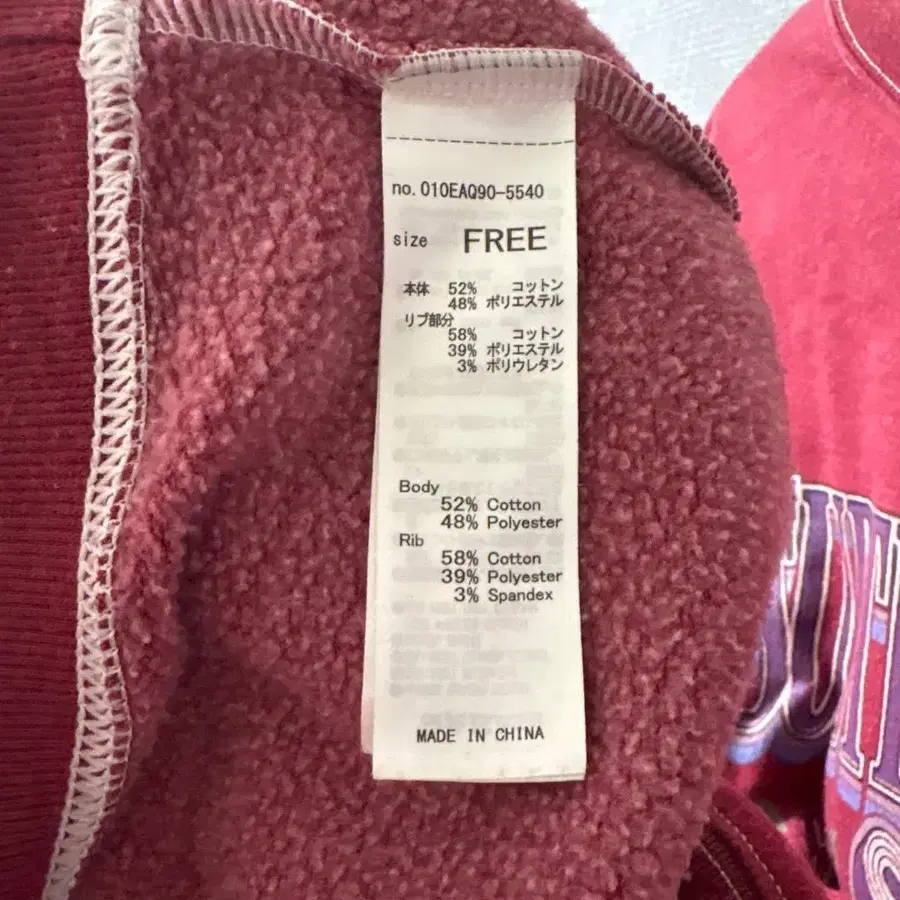 no. 010EAQ90-5540
size FREE
本体 52% コットン
48% ポリエステル
リブ部分
58% コットン
39% ポリエステル
3% ポリウレタン
Body
52% Cotton
48% Polyester
Rib
58% Cotton
39% Polyester
3% Spandex
MADE IN CHINA